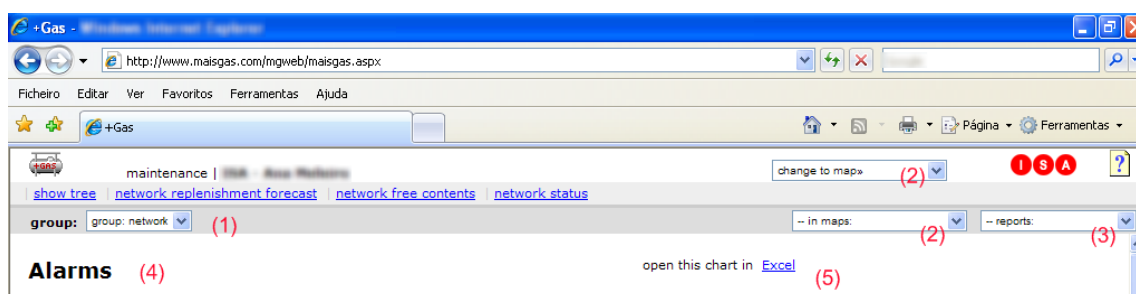 +Gas -
http://www.maisgas.com/mgweb/maisgas.aspx
Ficheiro Editar Ver Favoritos Ferramentas Ajuda
+Gas Página Ferramentas
+GAS maintenance | change to map» (2) I S A ?
show tree | network replenishment forecast | network free contents | network status
group: group: network (1) -- in maps: (2) -- reports: (3)
Alarms (4) open this chart in Excel (5)